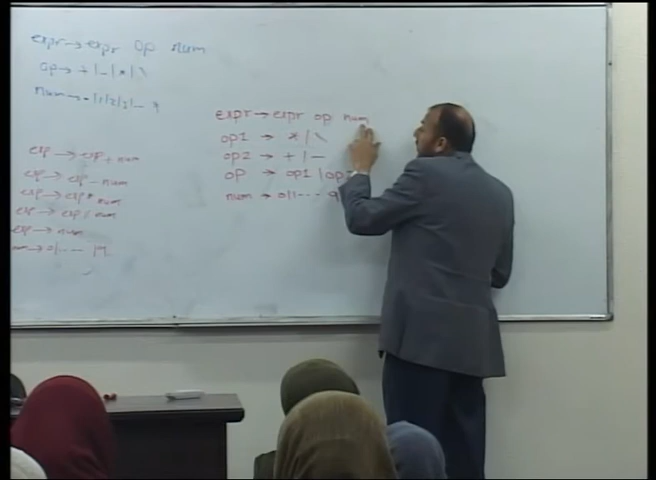 expr → expr op num
op → + | - | * | \
num → 0 | 1 | 2 | 3 | - 9
exp → exp + num
exp → exp - num
exp → exp * num
exp → exp / num
exp → num
num → 0 | --- | 9
expr → expr op num
op1 → * | \
op2 → + | -
op → op1 | op2
num → 0 | 1 --- 9